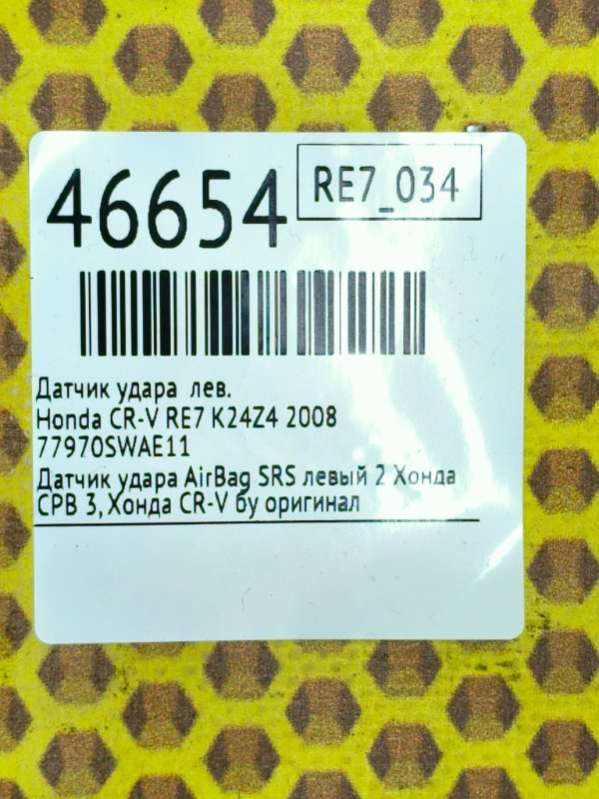 46654
RE7_034
Датчик удара лев.
Honda CR-V RE7 K24Z4 2008
77970SWAE11
Датчик удара AirBag SRS левый 2 Хонда
СРВ 3, Хонда CR-V бу оригинал